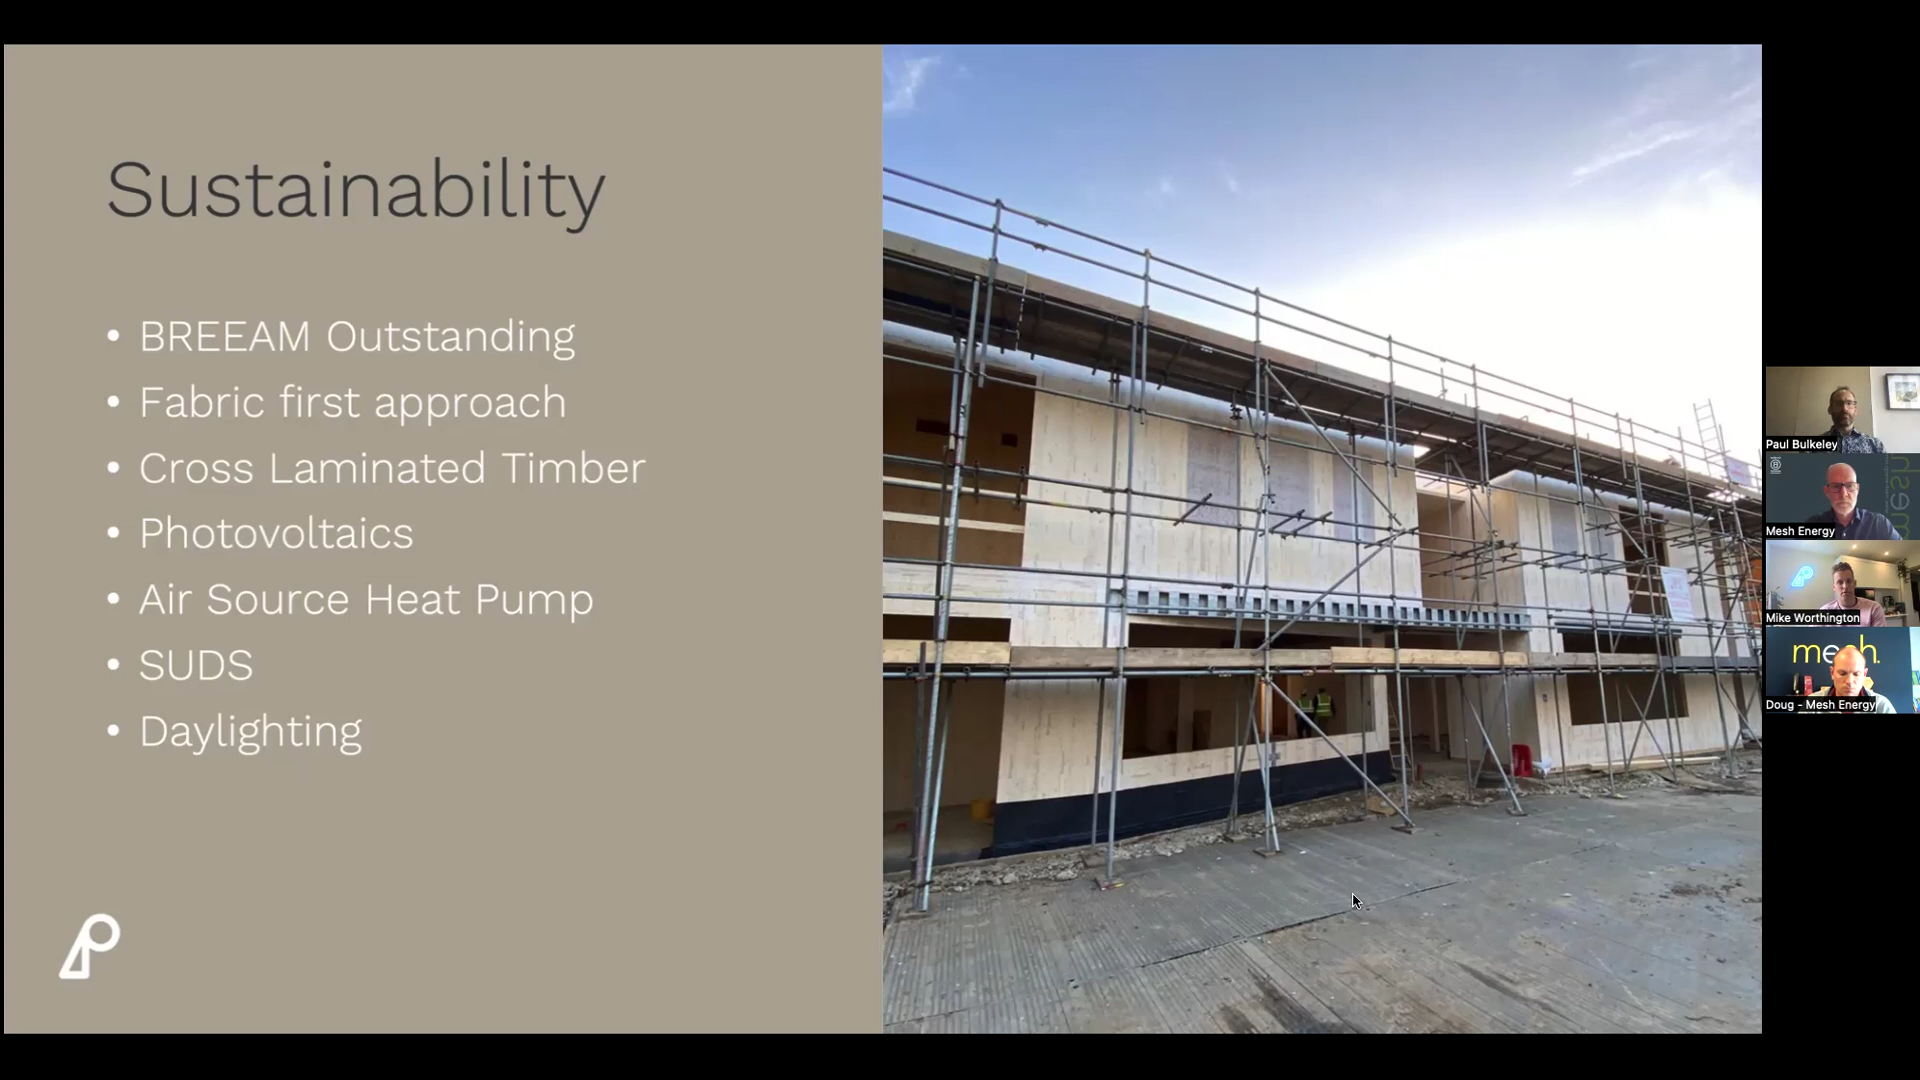 Sustainability
• BREEAM Outstanding
• Fabric first approach
• Cross Laminated Timber
• Photovoltaics
• Air Source Heat Pump
• SUDS
• Daylighting
Paul Bulkeley
mesh
Mesh Energy
Mike Worthington
mesh.
Doug - Mesh Energy